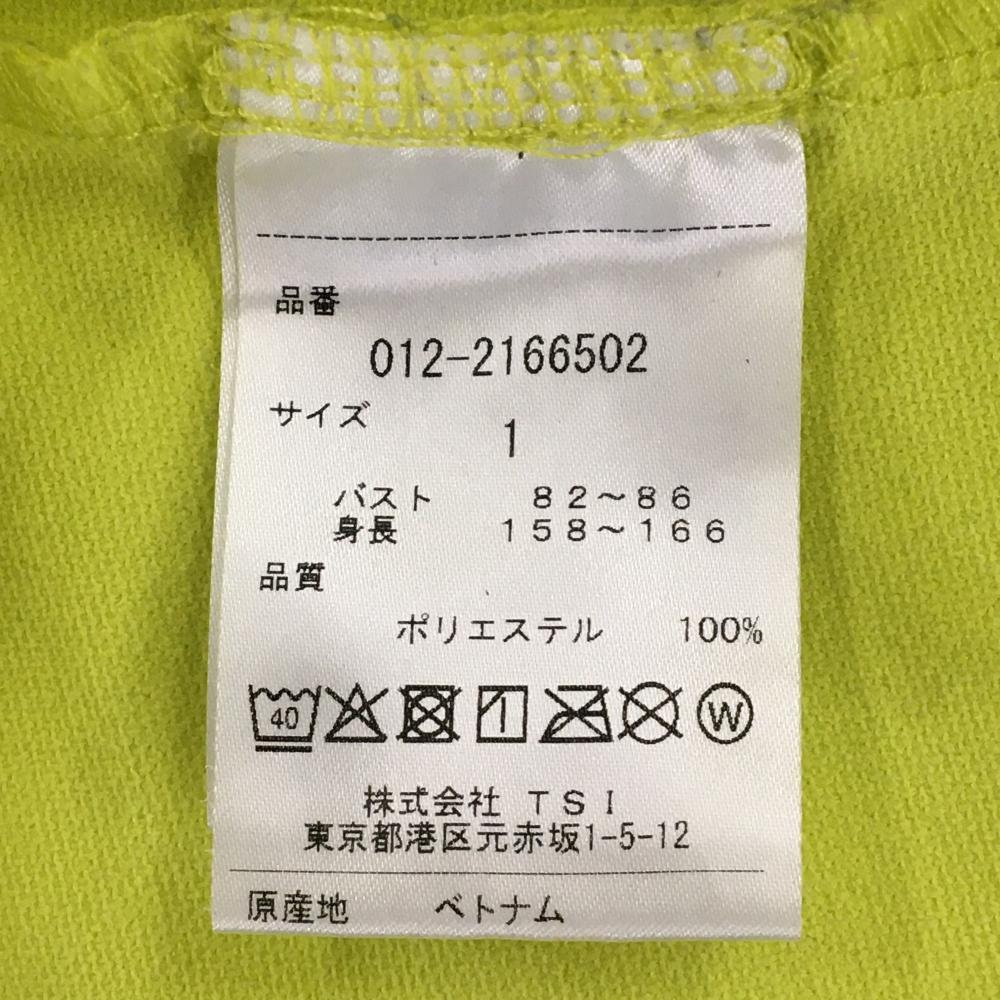 品番
012-2166502
サイズ
1
バスト 82～86
身長 158～166
品質
ポリエステル 100%
40 W
株式会社 TSI
東京都港区元赤坂1-5-12
原産地 ベトナム